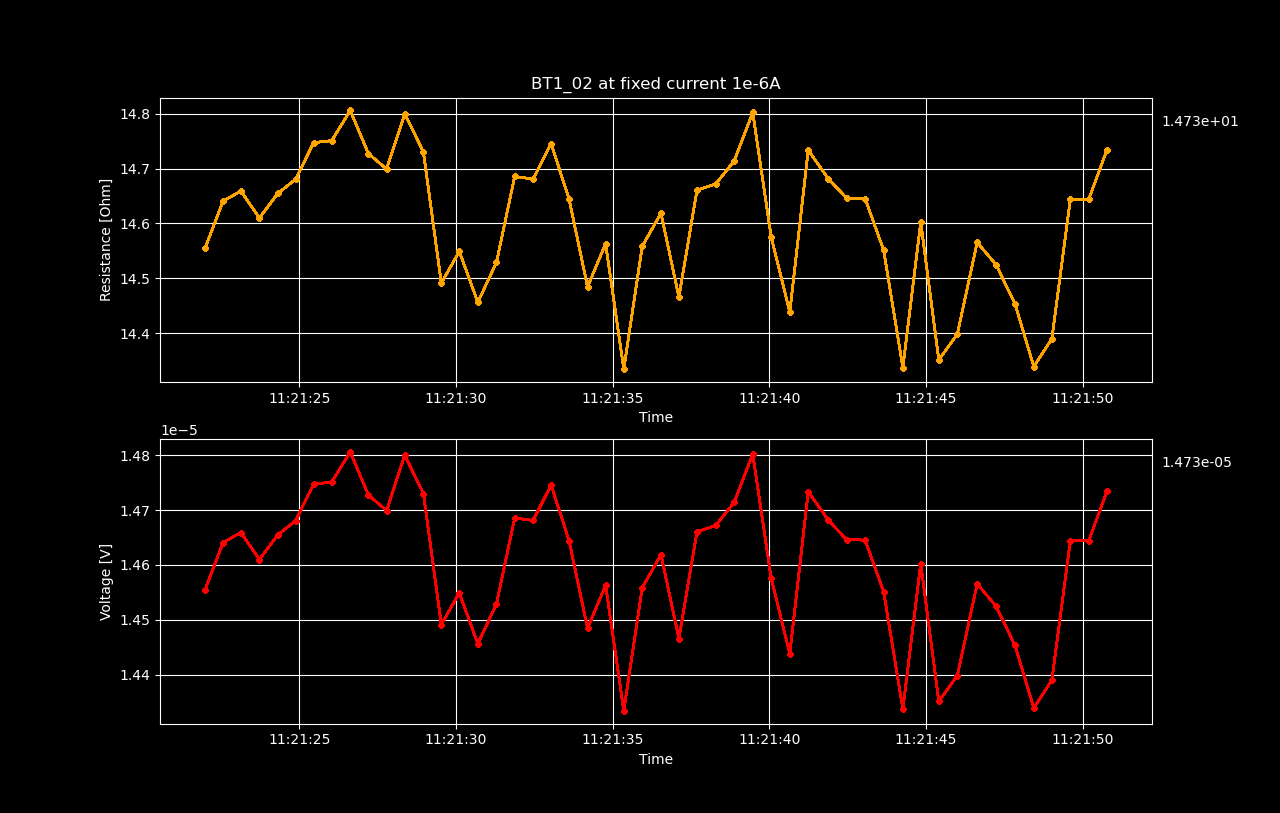 BT1_02 at fixed current 1e-6A
14.8
14.7
14.6
14.5
14.4
Resistance [Ohm]
1.473e+01
11:21:25 11:21:30 11:21:35 11:21:40 11:21:45 11:21:50
Time
1e−5
1.48
1.47
1.46
1.45
1.44
Voltage [V]
1.473e-05
11:21:25 11:21:30 11:21:35 11:21:40 11:21:45 11:21:50
Time